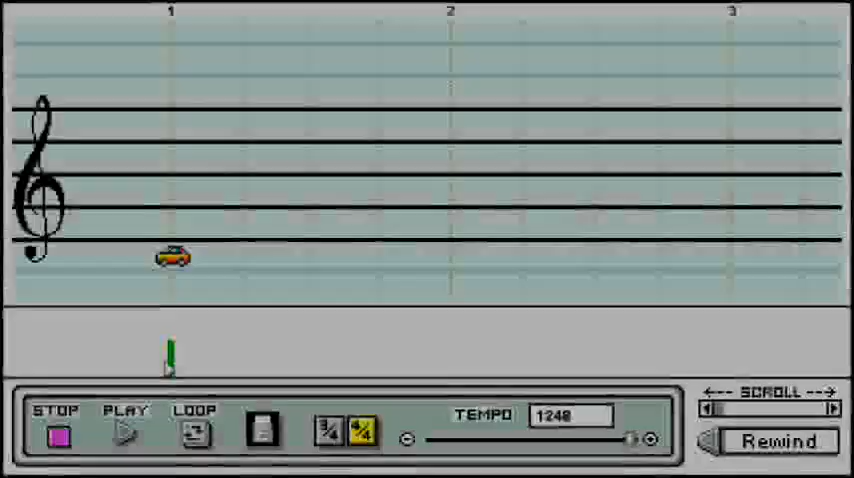 1 2 3
STOP PLAY LOOP
3/4 4/4
TEMPO 1248
<--- SCROLL --->
Rewind